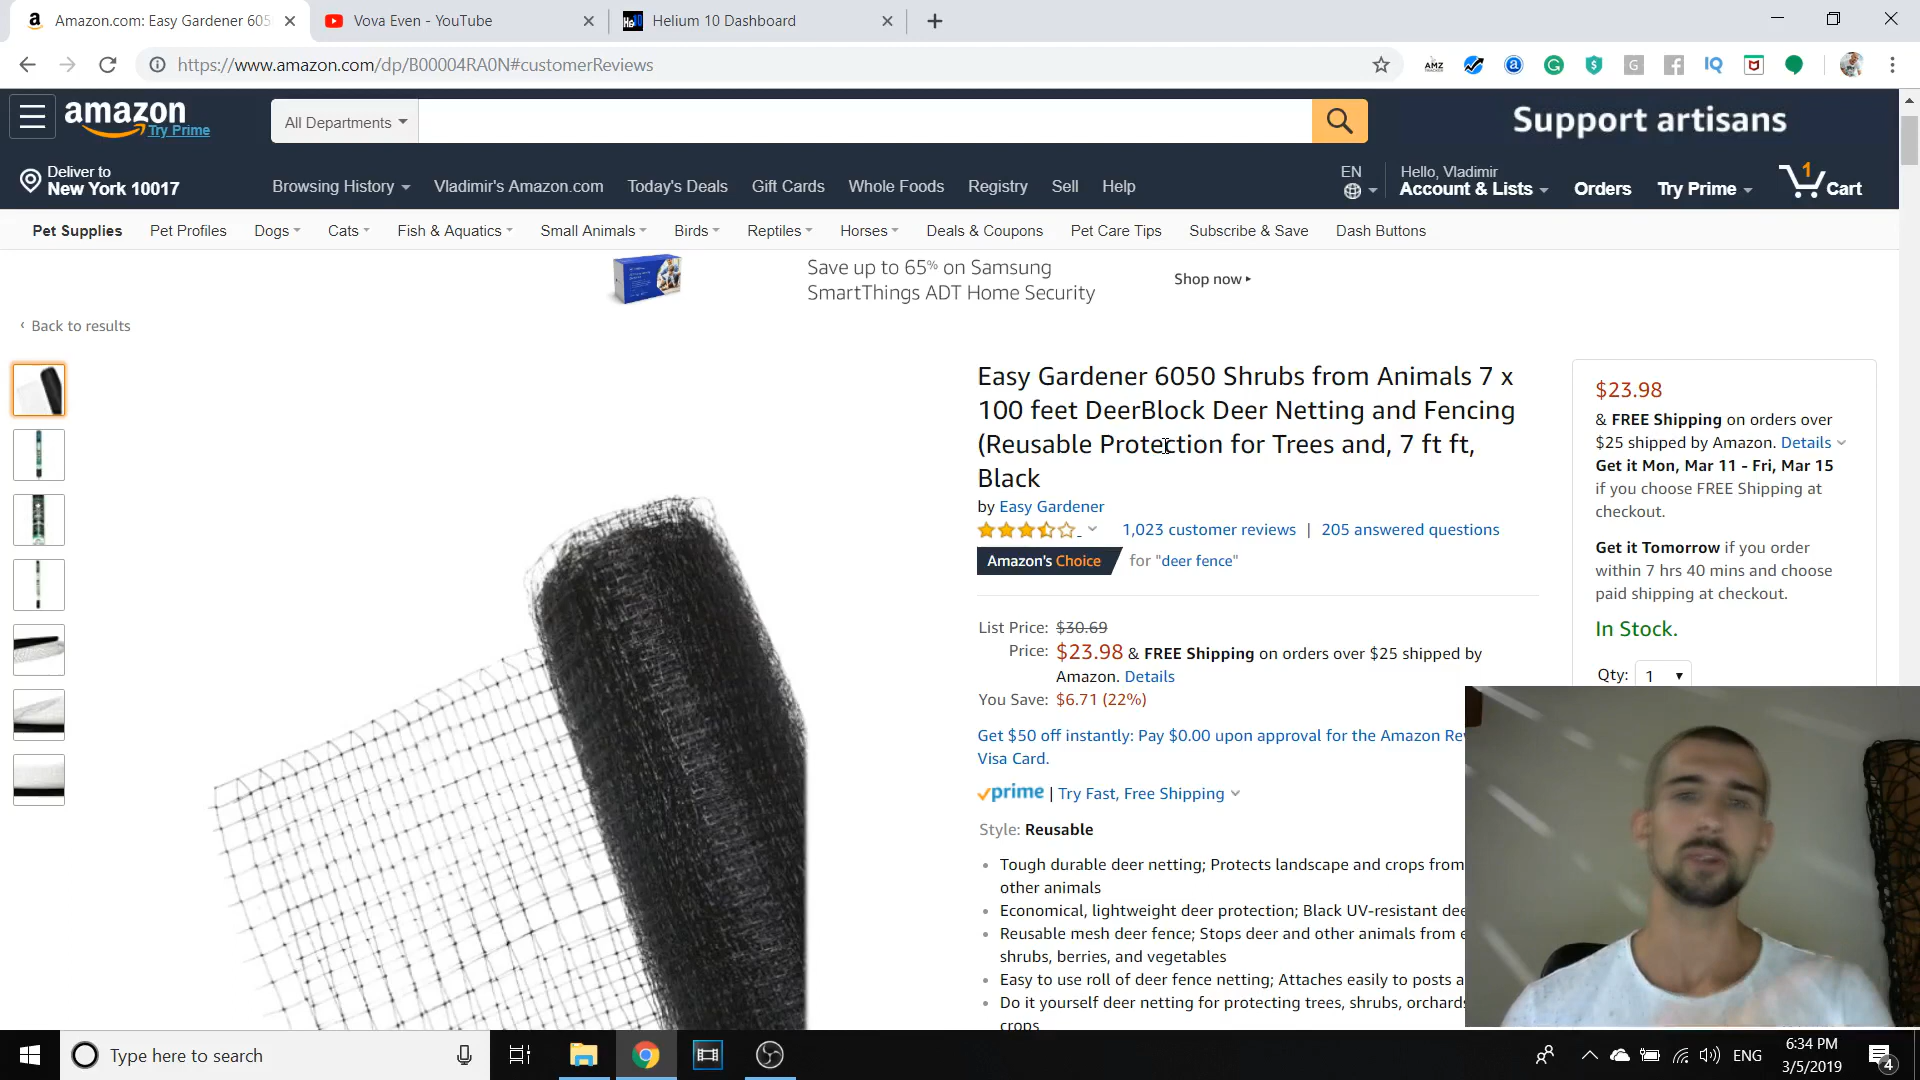 Amazon.com: Easy Gardener 605
Vova Even - YouTube
He10
Helium 10 Dashboard
https://www.amazon.com/dp/B00004RA0N#customerReviews
AMZ
IQ
amazon
Try Prime
All Departments
Support artisans
Deliver to
New York 10017
Browsing History
Vladimir's Amazon.com
Today's Deals
Gift Cards
Whole Foods
Registry
Sell
Help
EN
Hello, Vladimir
Account & Lists
Orders
Try Prime
1
Cart
Pet Supplies
Pet Profiles
Dogs
Cats
Fish & Aquatics
Small Animals
Birds
Reptiles
Horses
Deals & Coupons
Pet Care Tips
Subscribe & Save
Dash Buttons
Save up to 65% on Samsung
SmartThings ADT Home Security
Shop now
Back to results
Easy Gardener 6050 Shrubs from Animals 7 x
100 feet DeerBlock Deer Netting and Fencing
(Reusable Protection for Trees and, 7 ft ft,
Black
by Easy Gardener
1,023 customer reviews | 205 answered questions
Amazon's Choice for "deer fence"
List Price: $30.69
Price: $23.98 & FREE Shipping on orders over $25 shipped by
Amazon. Details
You Save: $6.71 (22%)
Get $50 off instantly: Pay $0.00 upon approval for the Amazon Re
Visa Card.
prime | Try Fast, Free Shipping
Style: Reusable
Tough durable deer netting; Protects landscape and crops from
other animals
Economical, lightweight deer protection; Black UV-resistant dee
Reusable mesh deer fence; Stops deer and other animals from e
shrubs, berries, and vegetables
Easy to use roll of deer fence netting; Attaches easily to posts a
Do it yourself deer netting for protecting trees, shrubs, orchards
crops
$23.98
& FREE Shipping on orders over
$25 shipped by Amazon. Details
Get it Mon, Mar 11 - Fri, Mar 15
if you choose FREE Shipping at
checkout.
Get it Tomorrow if you order
within 7 hrs 40 mins and choose
paid shipping at checkout.
In Stock.
Qty: 1
Type here to search
ENG
6:34 PM
3/5/2019
4